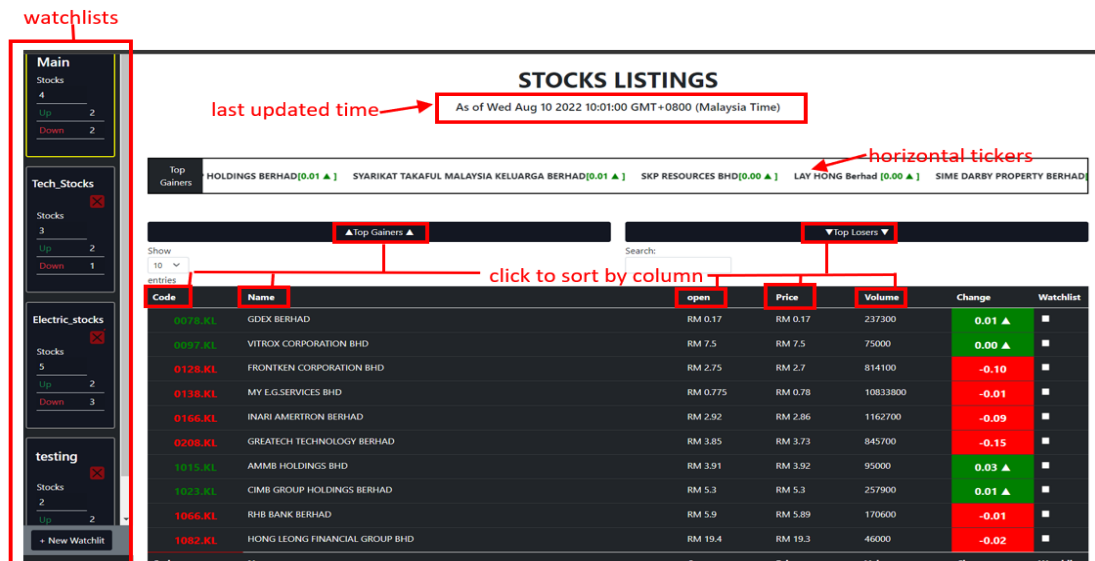 watchlists
Main
Stocks
4
Up 2
Down 2
Tech_Stocks
Stocks
3
Up 2
Down 1
Electric_stocks
Stocks
5
Up 2
Down 3
testing
Stocks
2
Up 2
+ New Watchlit
STOCKS LISTINGS
last updated time
As of Wed Aug 10 2022 10:01:00 GMT+0800 (Malaysia Time)
horizontal tickers
Top Gainers
HOLDINGS BERHAD[0.01 ▲ ] SYARIKAT TAKAFUL MALAYSIA KELUARGA BERHAD[0.01 ▲ ] SKP RESOURCES BHD[0.00 ▲ ] LAY HONG Berhad [0.00 ▲ ] SIME DARBY PROPERTY BERHAD[
▲Top Gainers ▲ ▼Top Losers ▼
Show
10
entries
Search:
click to sort by column
Code Name open Price Volume Change Watchlist
0078.KL GDEX BERHAD RM 0.17 RM 0.17 237300 0.01 ▲
0097.KL VITROX CORPORATION BHD RM 7.5 RM 7.5 75000 0.00 ▲
0128.KL FRONTKEN CORPORATION BHD RM 2.75 RM 2.7 814100 -0.10
0138.KL MY E.G.SERVICES BHD RM 0.775 RM 0.78 10833800 -0.01
0166.KL INARI AMERTRON BERHAD RM 2.92 RM 2.86 1162700 -0.09
0208.KL GREATECH TECHNOLOGY BERHAD RM 3.85 RM 3.73 845700 -0.15
1015.KL AMMB HOLDINGS BHD RM 3.91 RM 3.92 95000 0.03 ▲
1023.KL CIMB GROUP HOLDINGS BERHAD RM 5.3 RM 5.3 257900 0.01 ▲
1066.KL RHB BANK BERHAD RM 5.9 RM 5.89 170600 -0.01
1082.KL HONG LEONG FINANCIAL GROUP BHD RM 19.4 RM 19.3 46000 -0.02